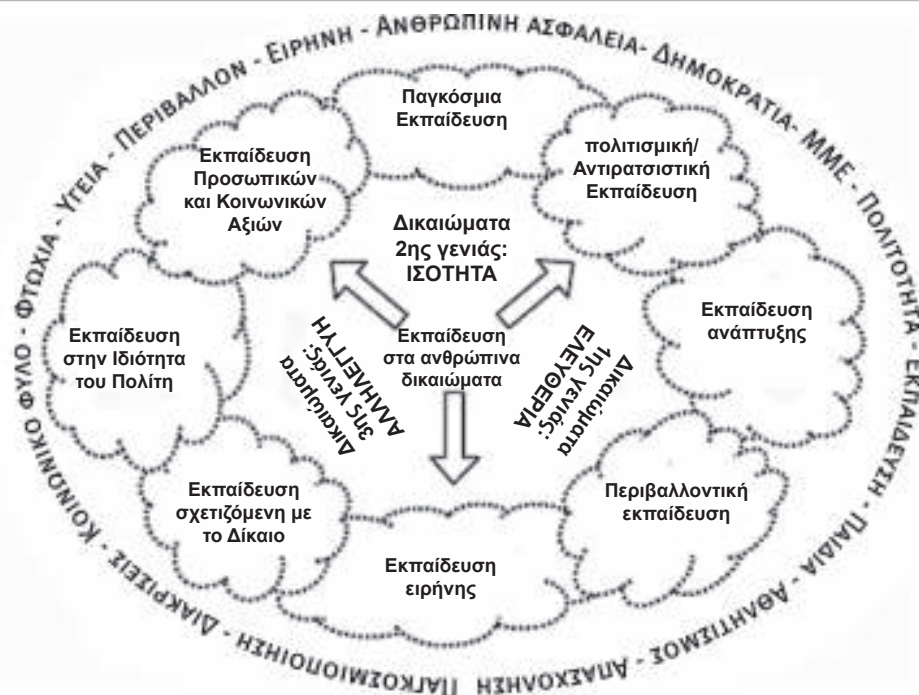 ΚΟΙΝΩΝΙΚΟ ΦΥΛΟ - ΦΤΩΧΙΑ - ΥΓΕΙΑ - ΠΕΡΙΒΑΛΛΟΝ - ΕΙΡΗΝΗ - ΑΝΘΡΩΠΙΝΗ ΑΣΦΑΛΕΙΑ- ΔΗΜΟΚΡΑΤΙΑ- ΜΜΕ - ΠΟΛΙΤΟΤΗΤΑ - ΕΚΠΑΙΔΕΥΣΗ - ΠΑΙΔΙΑ - ΑΘΛΗΤΙΣΜΟΣ - ΑΠΑΣΧΟΛΗΣΗ ΠΑΓΚΟΣΜΙΟΠΟΙΗΣΗ - ΔΙΑΚΡΙΣΕΙΣ -
Παγκόσμια
Εκπαίδευση
Εκπαίδευση
Προσωπικών
και Κοινωνικών
Αξιών
πολιτισμική/
Αντιρατσιστική
Εκπαίδευση
Δικαιώματα
2ης γενιάς:
ΙΣΟΤΗΤΑ
Εκπαίδευση
στην Ιδιότητα
του Πολίτη
Δικαιώματα
3ης γενιάς:
ΑΛΛΗΛΕΓΓΥΗ
Εκπαίδευση
στα ανθρώπινα
δικαιώματα
Δικαιώματα
1ης γενιάς:
ΕΛΕΥΘΕΡΙΑ
Εκπαίδευση
ανάπτυξης
Εκπαίδευση
σχετιζόμενη με
το Δίκαιο
Εκπαίδευση
ειρήνης
Περιβαλλοντική
εκπαίδευση